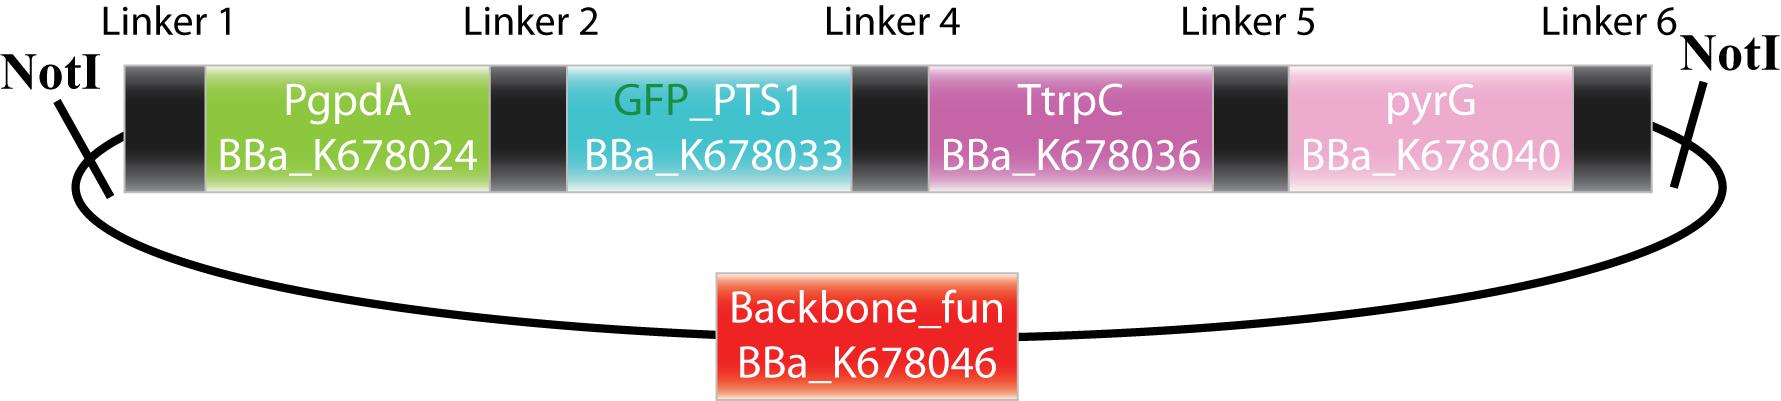 Linker 1
Linker 2
Linker 4
Linker 5
Linker 6
NotI
NotI
PgpdA
BBa_K678024
GFP_PTS1
BBa_K678033
TtrpC
BBa_K678036
pyrG
BBa_K678040
Backbone_fun
BBa_K678046